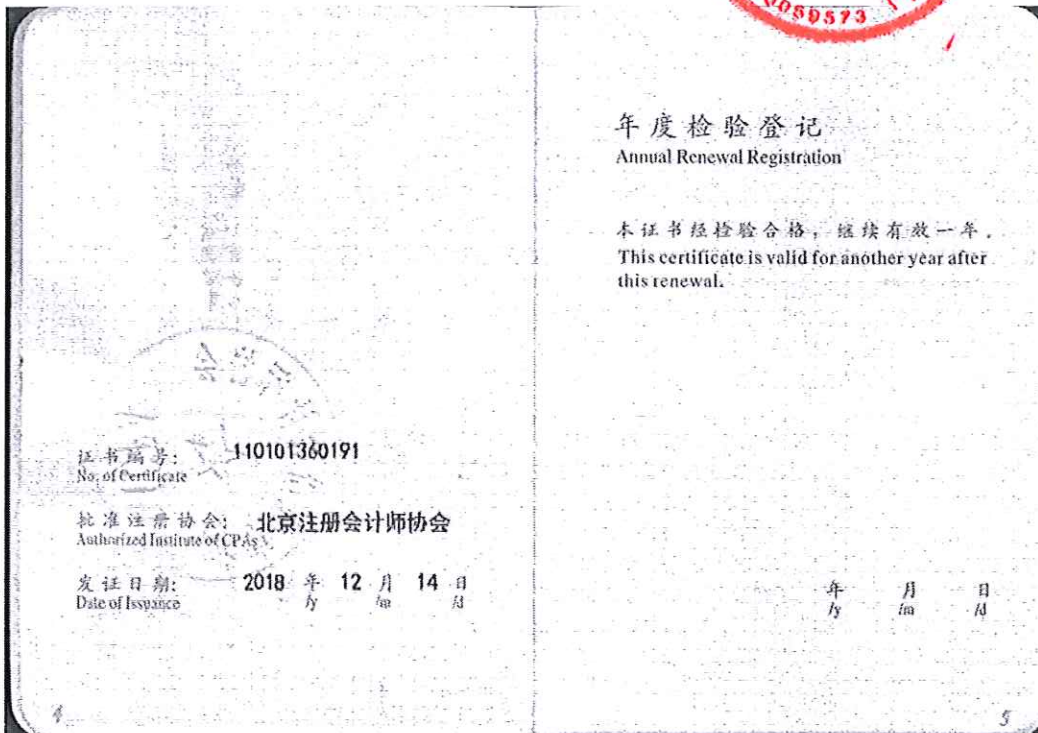 证书编号: 110101360191
No. of Certificate
批准注册协会: 北京注册会计师协会
Authorized Institute of CPAs
发证日期: 2018 年 12 月 14 日
Date of Issuance /y /m /d
4
0050573
年度检验登记
Annual Renewal Registration
本证书经检验合格,继续有效一年.
This certificate is valid for another year after
this renewal.
年 月 日
/y /m /d
5